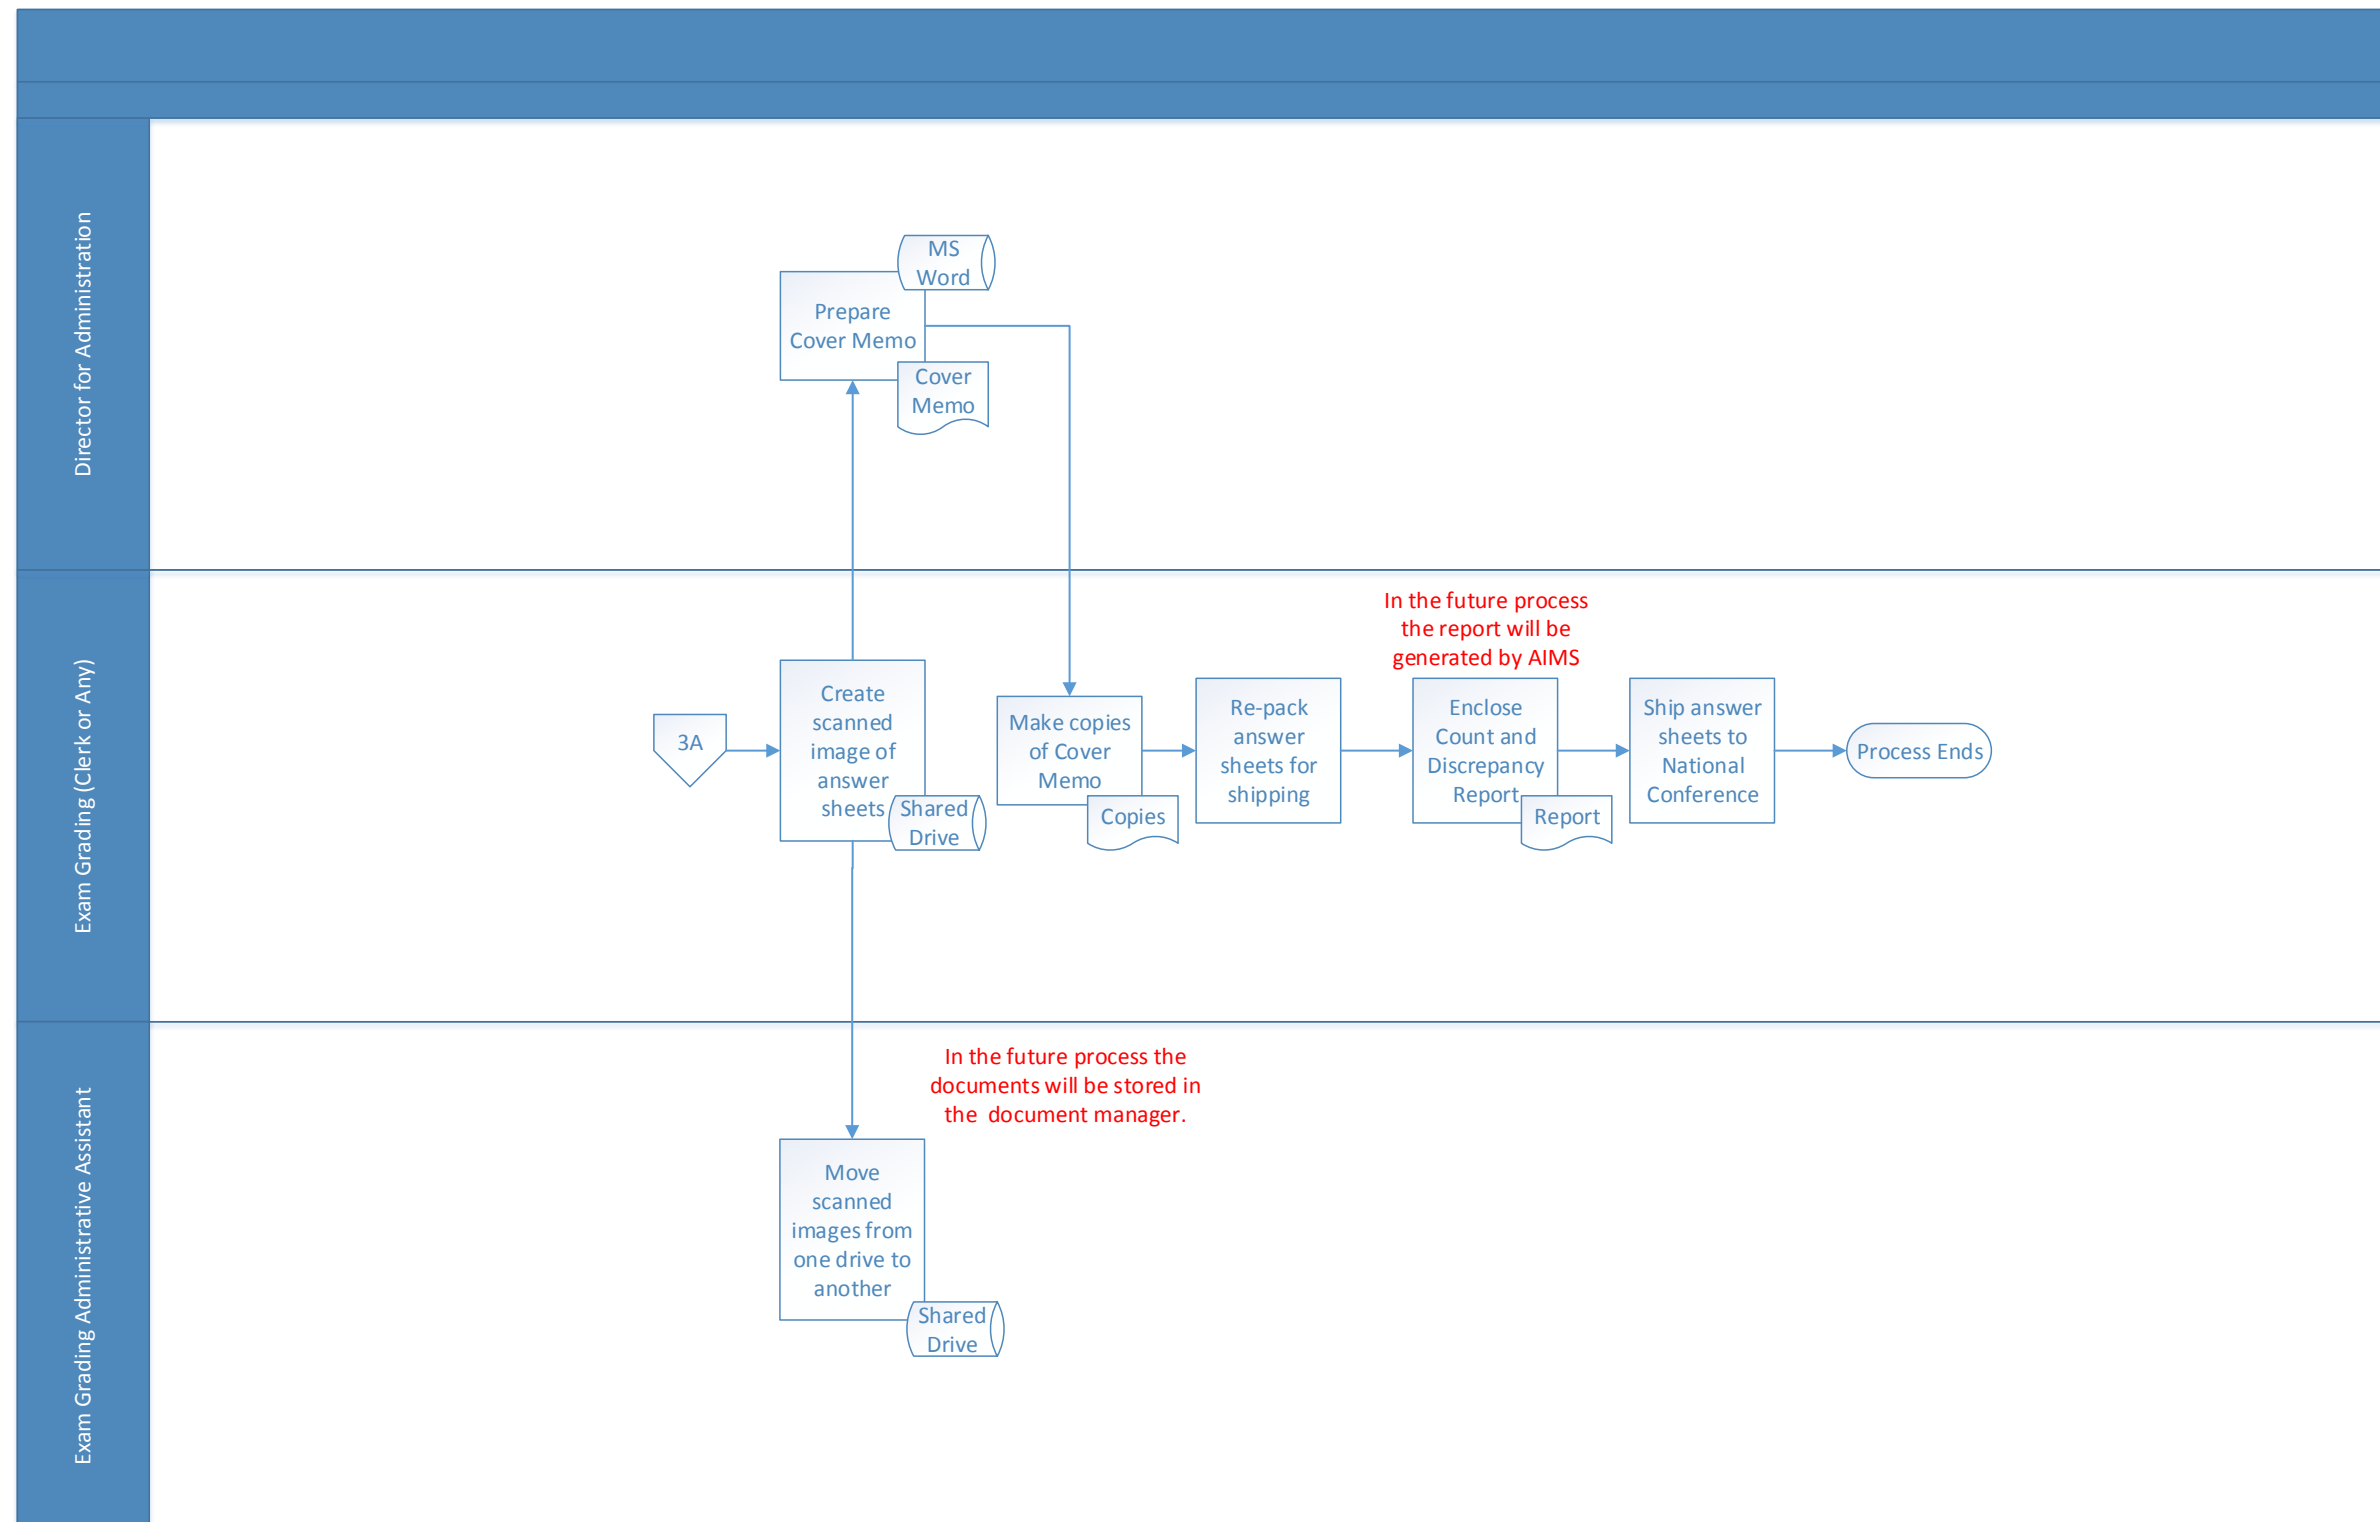 Director for Administration
MS
Word
Prepare
Cover Memo
Cover
Memo
Exam Grading (Clerk or Any)
3A
Create
scanned
image of
answer
sheets
Shared
Drive
Make copies
of Cover
Memo
Copies
Re-pack
answer
sheets for
shipping
In the future process
the report will be
generated by AIMS
Enclose
Count and
Discrepancy
Report
Report
Ship answer
sheets to
National
Conference
Process Ends
Exam Grading Administrative Assistant
In the future process the
documents will be stored in
the  document manager.
Move
scanned
images from
one drive to
another
Shared
Drive